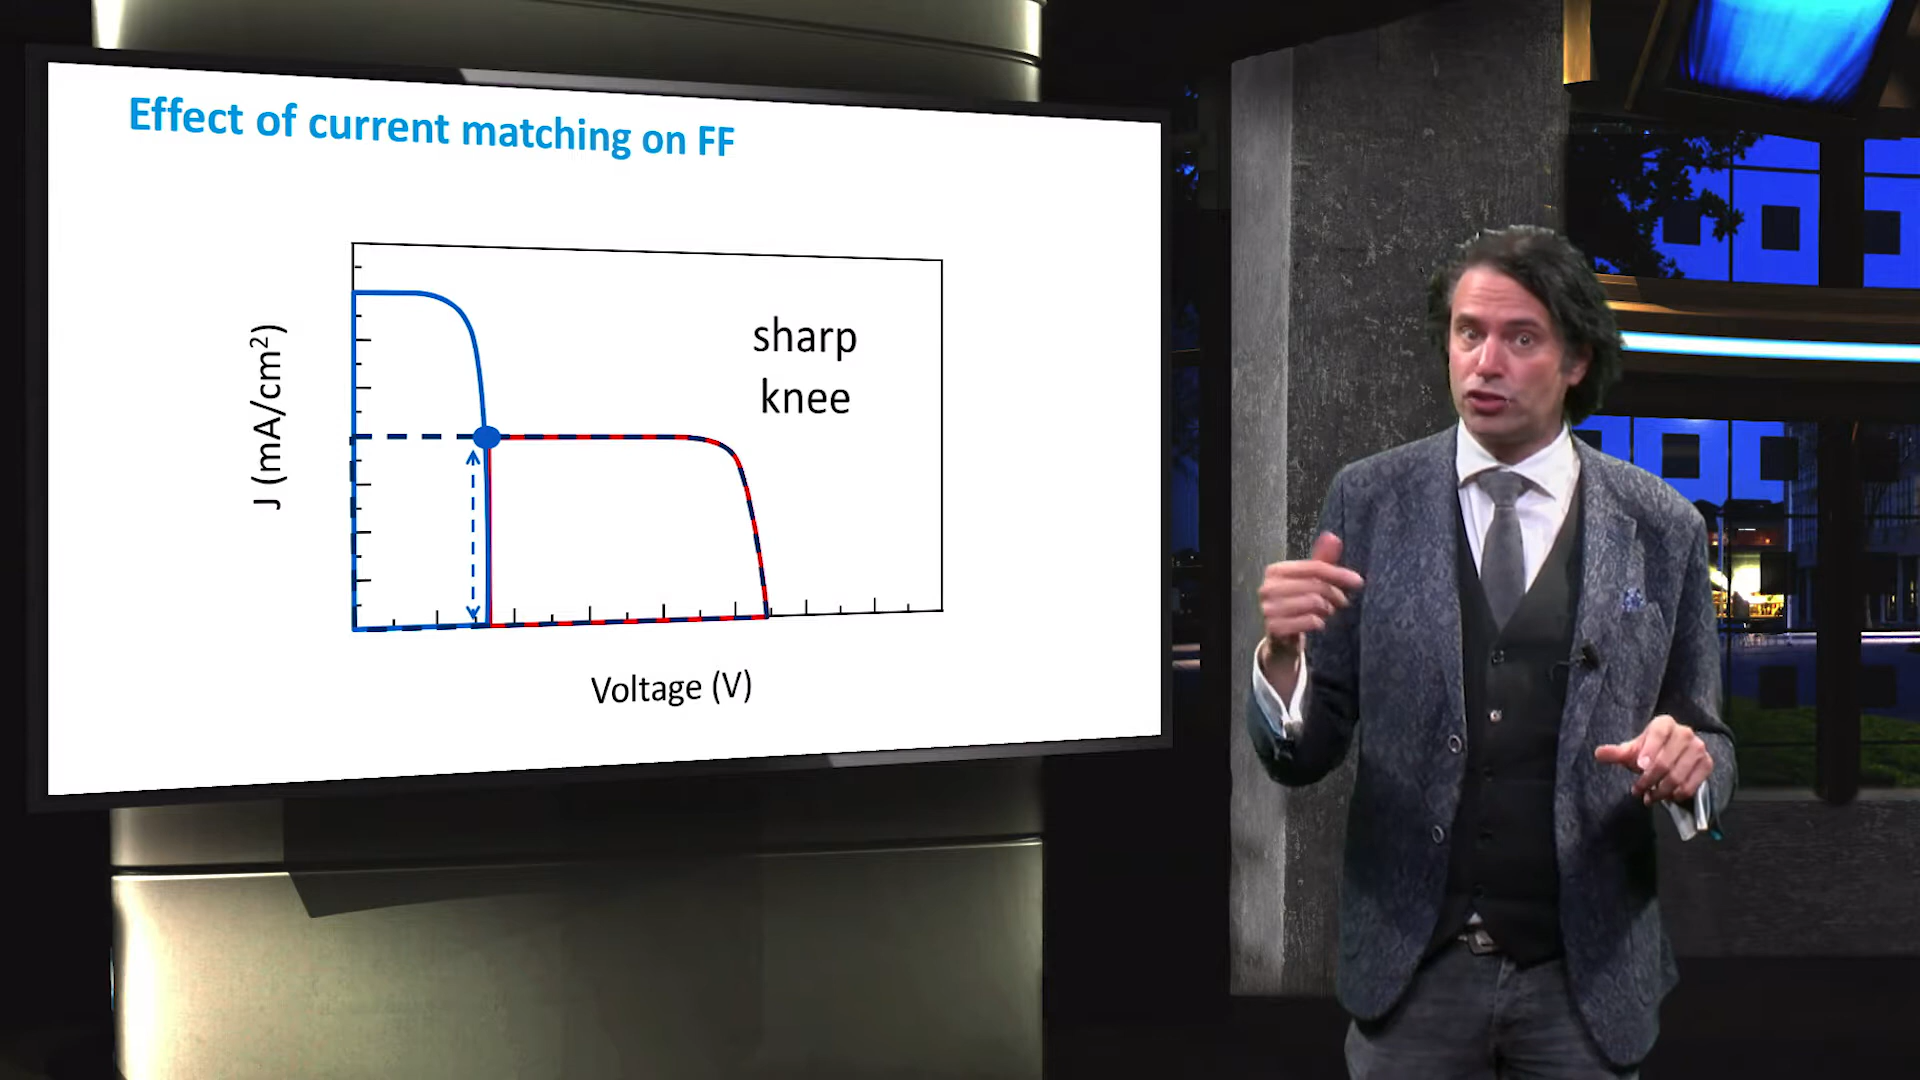 Effect of current matching on FF
sharp
knee
J (mA/cm²)
Voltage (V)